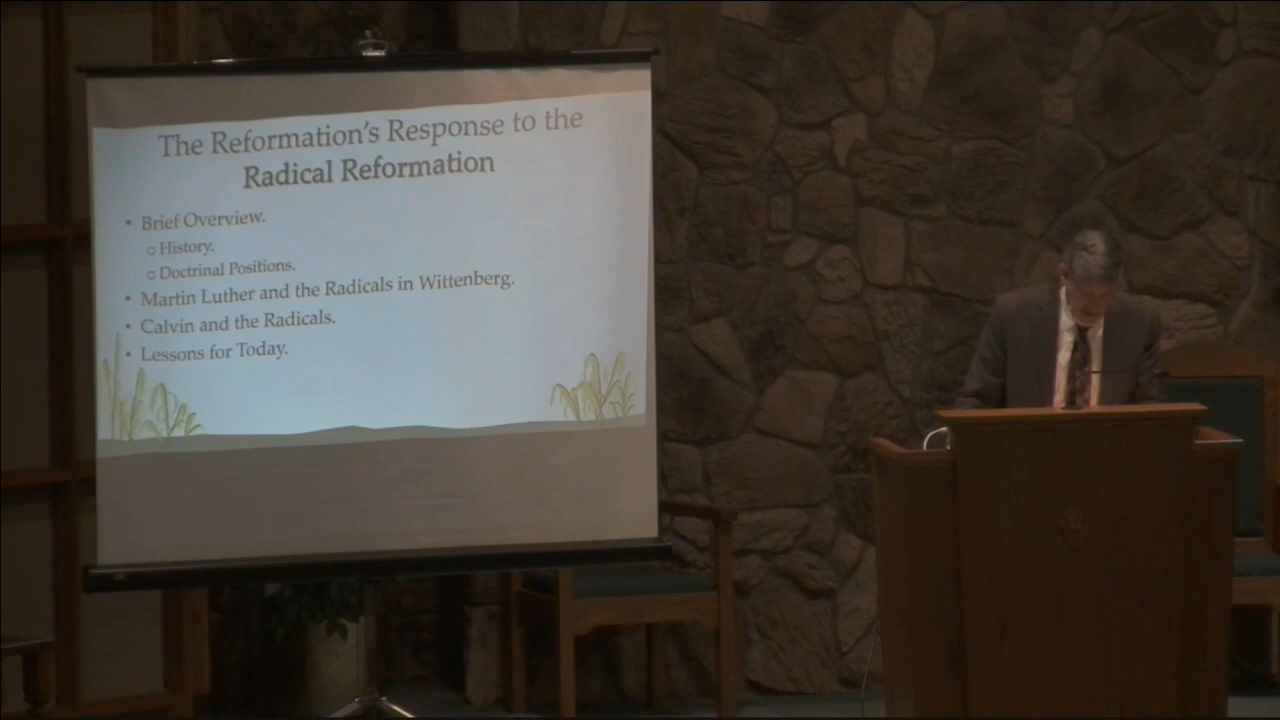 The Reformation's Response to the
Radical Reformation
• Brief Overview.
o History.
o Doctrinal Positions.
• Martin Luther and the Radicals in Wittenberg.
• Calvin and the Radicals.
• Lessons for Today.